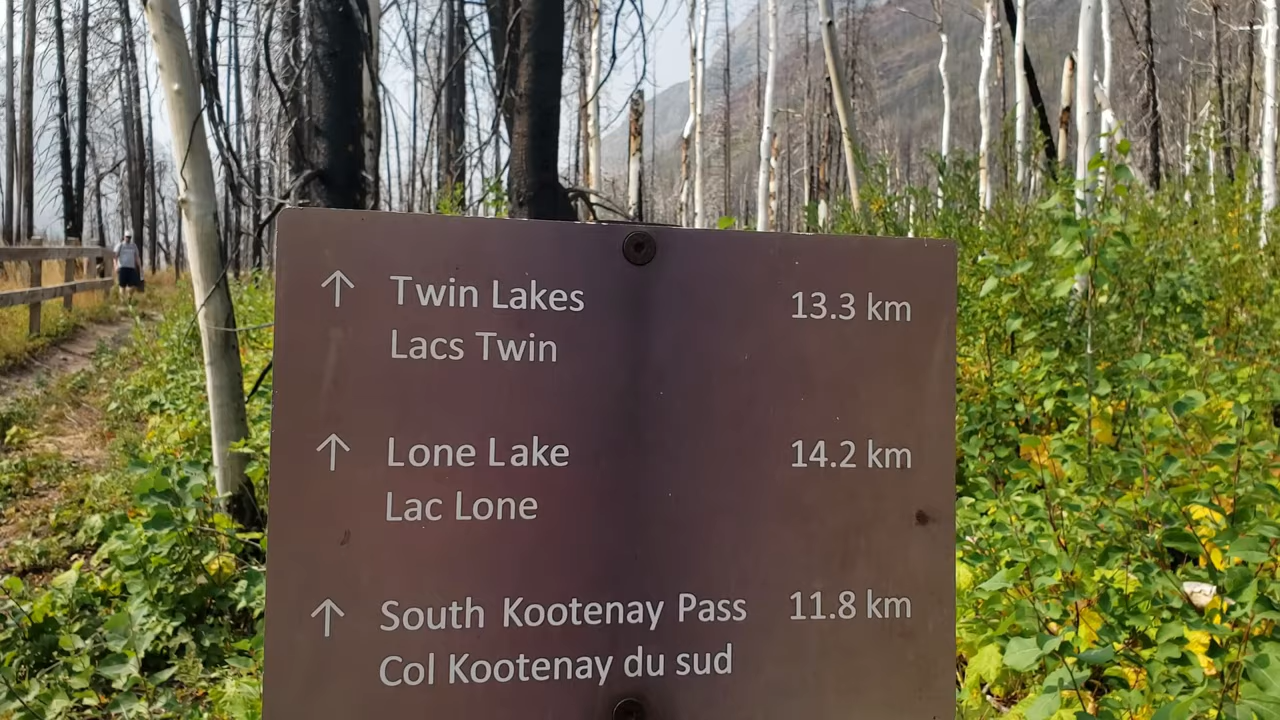 ↑ Twin Lakes 13.3 km
Lacs Twin
↑ Lone Lake 14.2 km
Lac Lone
↑ South Kootenay Pass 11.8 km
Col Kootenay du sud